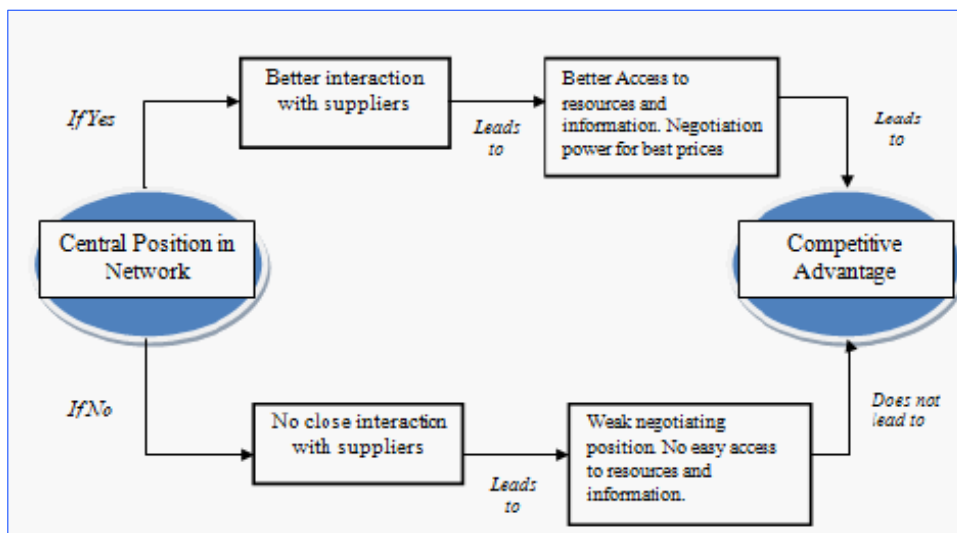 Better interaction
with suppliers
Better Access to
resources and
information. Negotiation
power for best prices
If Yes
Leads
to
Leads
to
Central Position in
Network
Competitive
Advantage
If No
No close interaction
with suppliers
Leads
to
Weak negotiating
position. No easy access
to resources and
information.
Does not
lead to